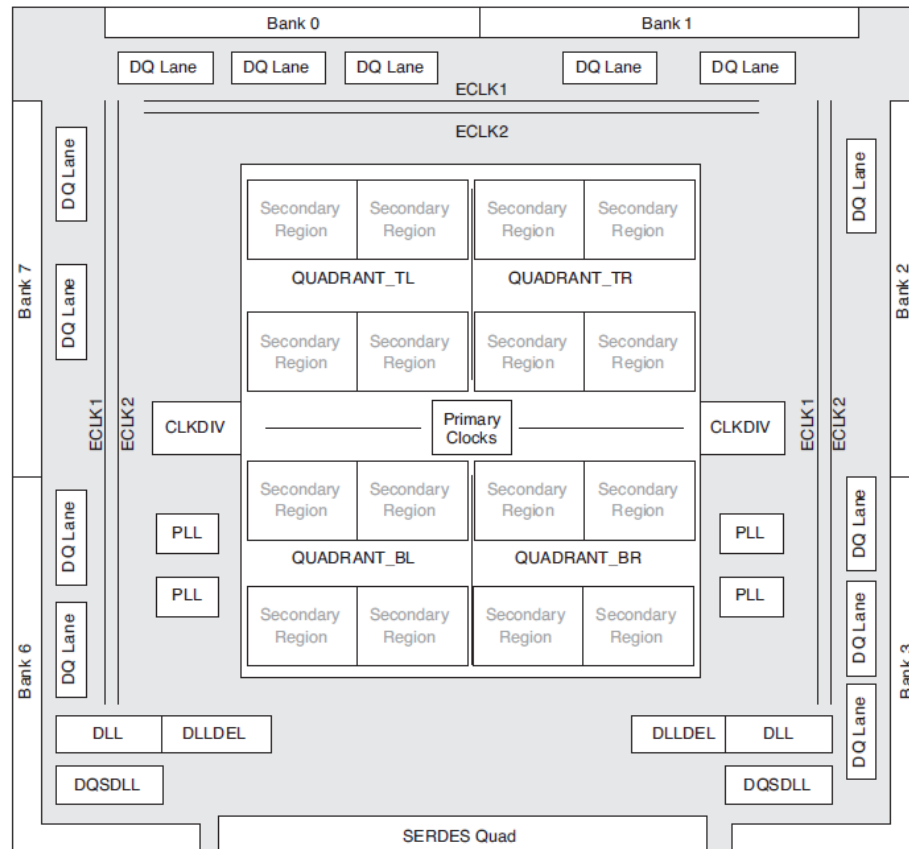 Bank 0
Bank 1
DQ Lane
DQ Lane
DQ Lane
DQ Lane
DQ Lane
ECLK1
ECLK2
Bank 7
DQ Lane
DQ Lane
ECLK1
ECLK2
Bank 6
DQ Lane
DQ Lane
CLKDIV
PLL
PLL
Secondary
Region
Secondary
Region
Secondary
Region
Secondary
Region
QUADRANT_TL
QUADRANT_TR
Secondary
Region
Secondary
Region
Secondary
Region
Secondary
Region
Primary
Clocks
Secondary
Region
Secondary
Region
Secondary
Region
Secondary
Region
QUADRANT_BL
QUADRANT_BR
Secondary
Region
Secondary
Region
Secondary
Region
Secondary
Region
CLKDIV
PLL
PLL
ECLK1
ECLK2
DQ Lane
Bank 2
DQ Lane
DQ Lane
DQ Lane
Bank 3
DLL
DLLDEL
DLLDEL
DLL
DQSDLL
DQSDLL
SERDES Quad